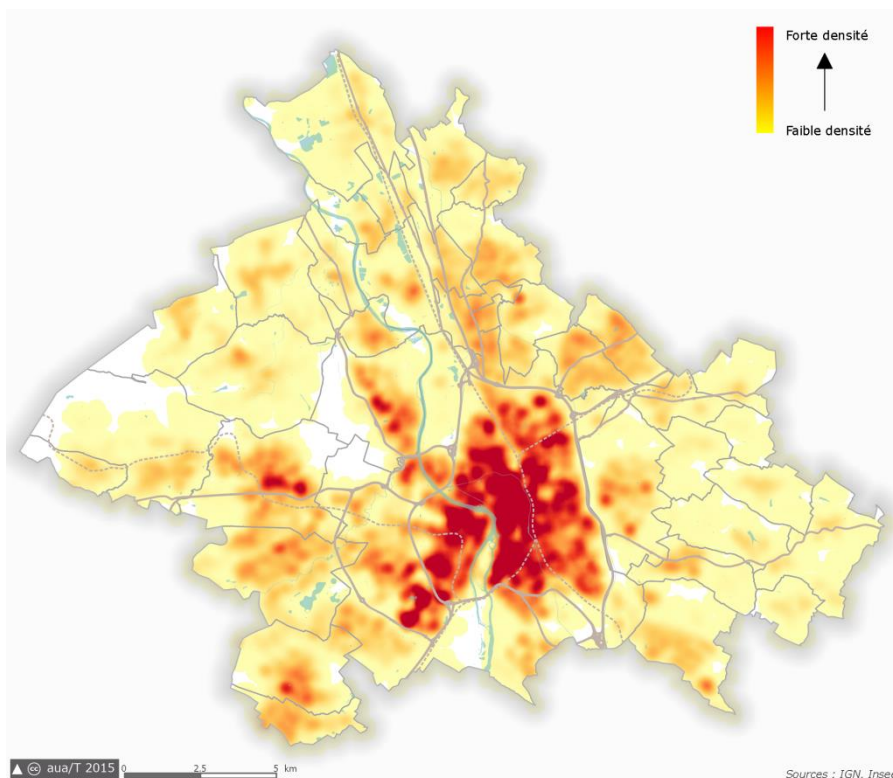 Forte densité
Faible densité
aua/T 2015
0 2.5 5 km
Sources : IGN, Insee